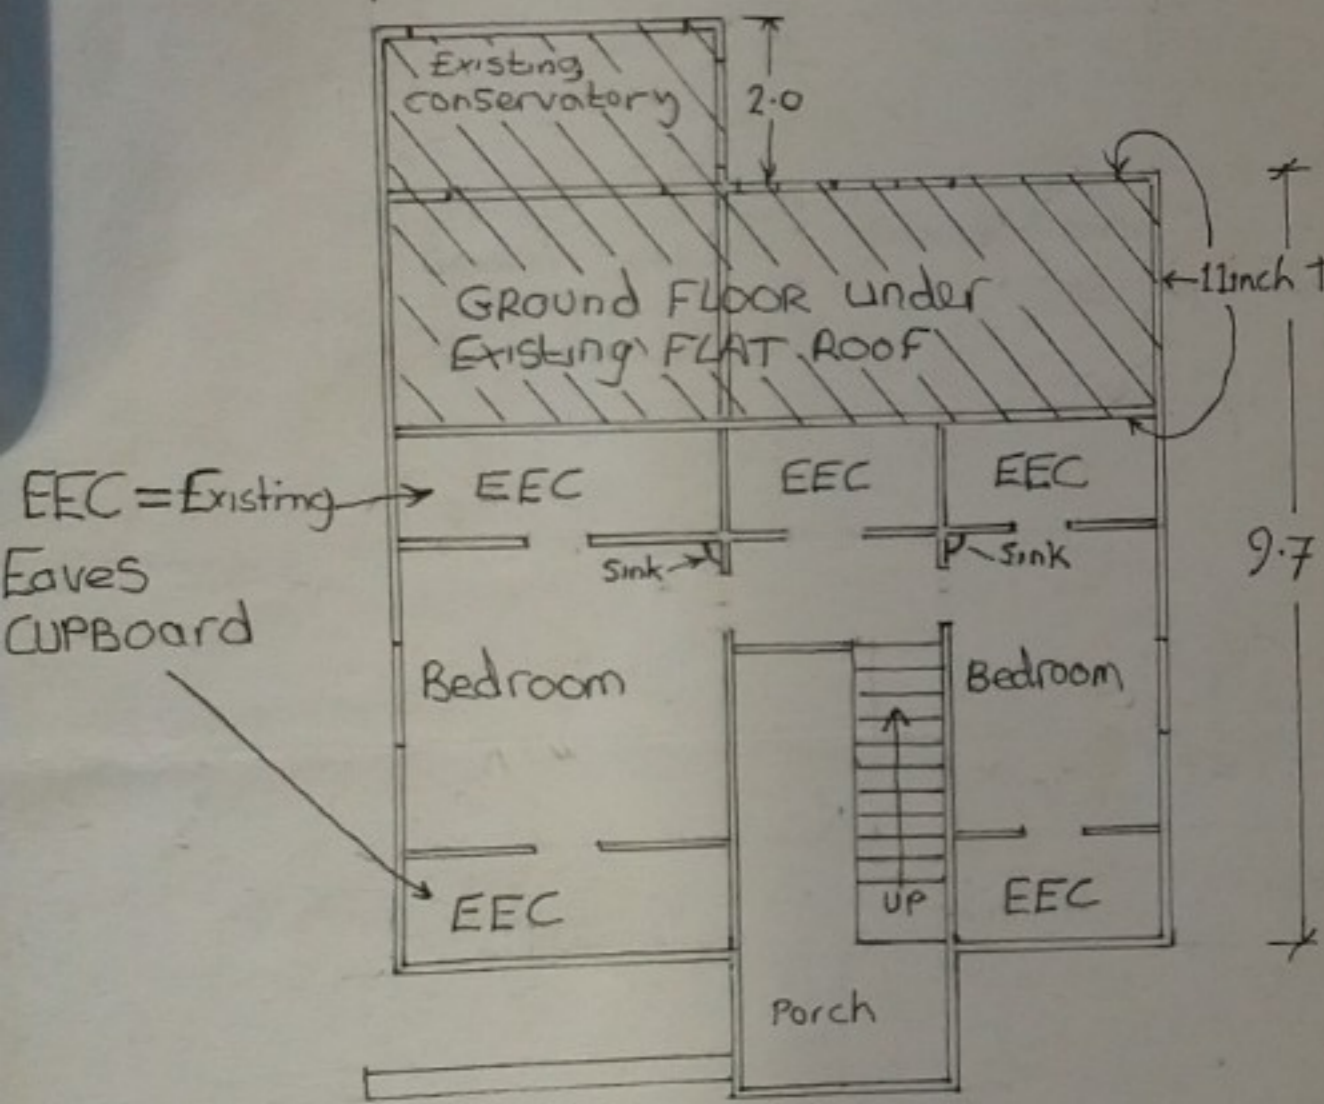 Existing
conservatory
2.0
GROUND FLOOR under
Existing FLAT ROOF
←11inch
EEC = Existing
Eaves
CUPBoard
EEC
EEC
EEC
Sink
Sink
9.7
Bedroom
Bedroom
EEC
UP
EEC
Porch